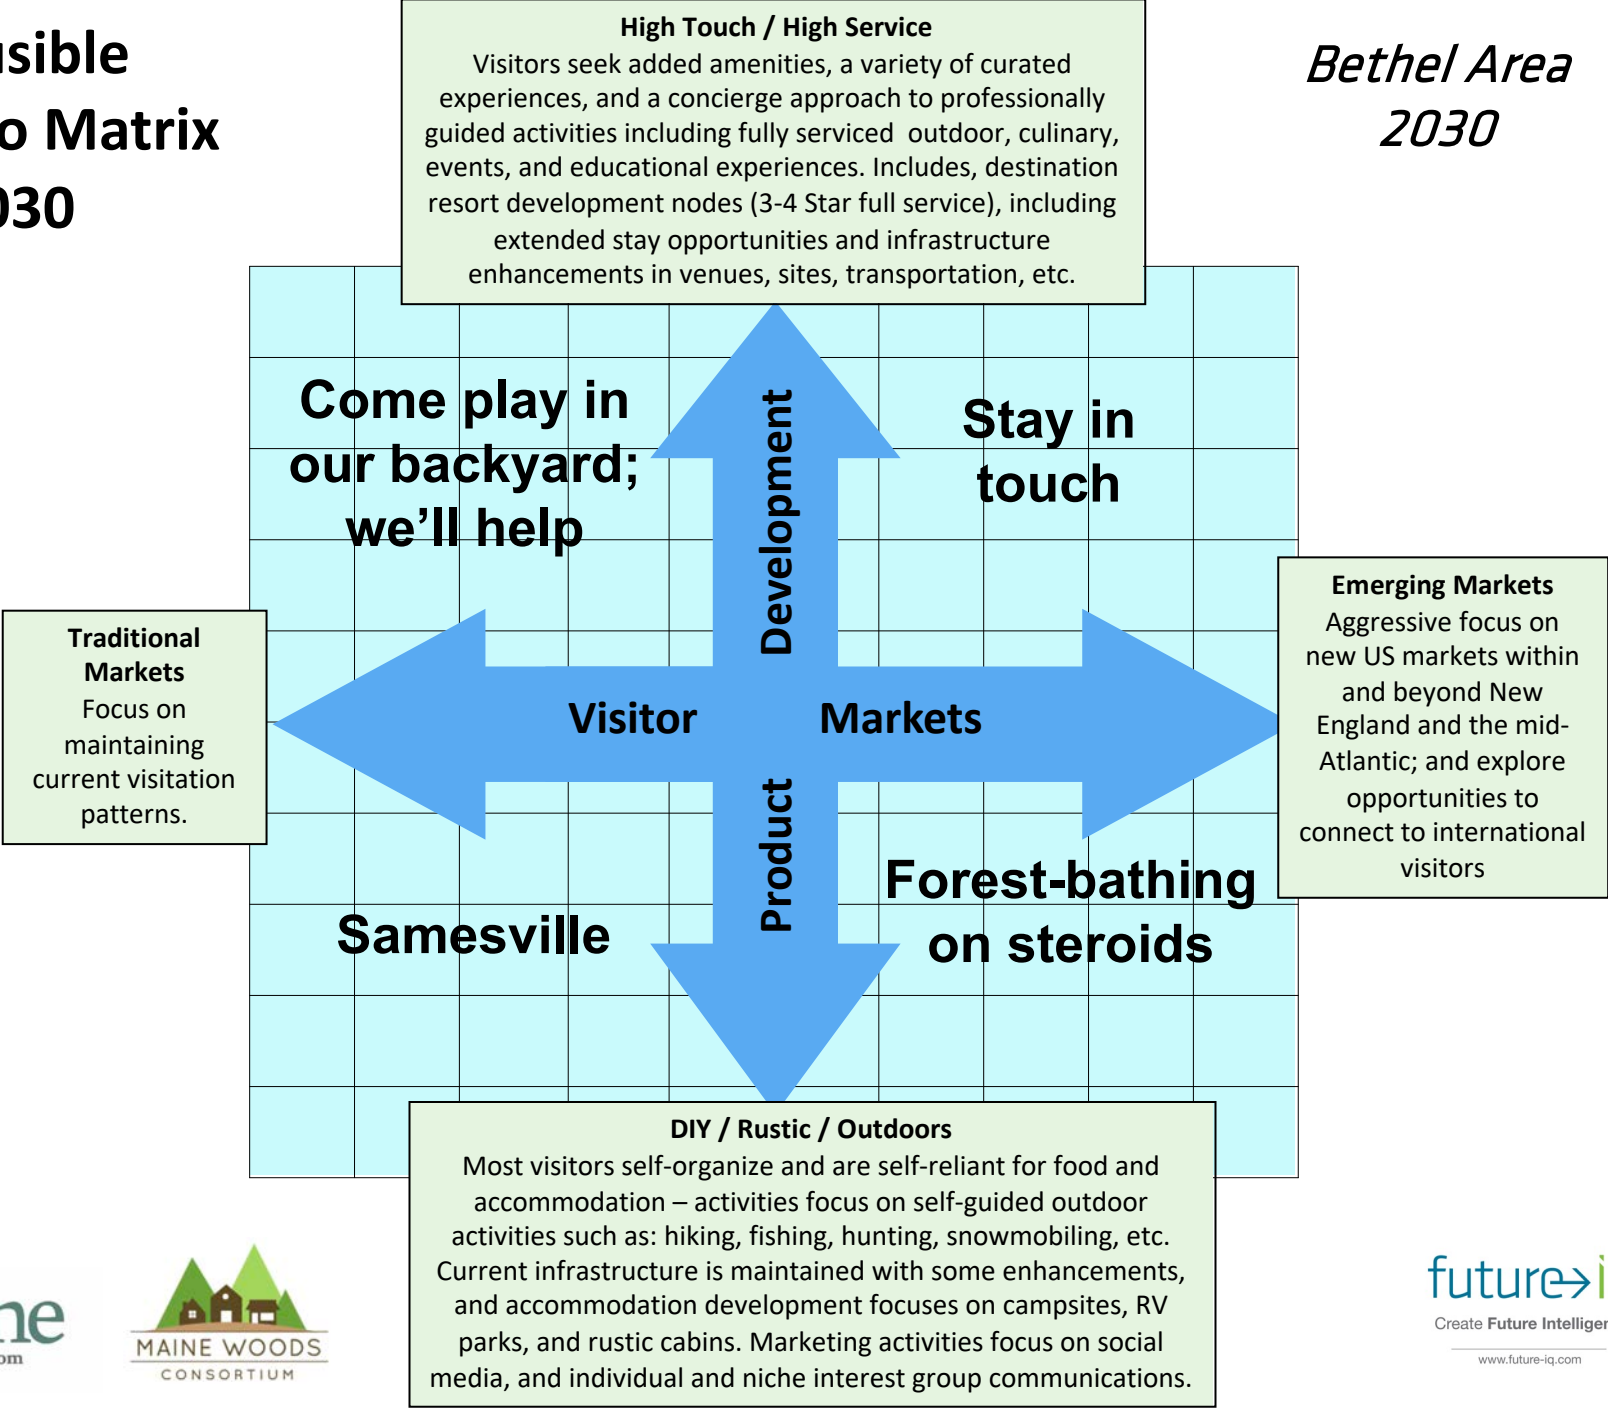 usible
o Matrix
030
Bethel Area
2030
High Touch / High Service
Visitors seek added amenities, a variety of curated
experiences, and a concierge approach to professionally
guided activities including fully serviced outdoor, culinary,
events, and educational experiences. Includes, destination
resort development nodes (3-4 Star full service), including
extended stay opportunities and infrastructure
enhancements in venues, sites, transportation, etc.
Come play in
our backyard;
we’ll help
Stay in
touch
Development
Traditional
Markets
Focus on
maintaining
current visitation
patterns.
Visitor Markets
Emerging Markets
Aggressive focus on
new US markets within
and beyond New
England and the mid-
Atlantic; and explore
opportunities to
connect to international
visitors
Product
Samesville
Forest-bathing
on steroids
DIY / Rustic / Outdoors
Most visitors self-organize and are self-reliant for food and
accommodation – activities focus on self-guided outdoor
activities such as: hiking, fishing, hunting, snowmobiling, etc.
Current infrastructure is maintained with some enhancements,
and accommodation development focuses on campsites, RV
parks, and rustic cabins. Marketing activities focus on social
media, and individual and niche interest group communications.
ne
om
MAINE WOODS
CONSORTIUM
future→i
Create Future Intelligen
www.future-iq.com